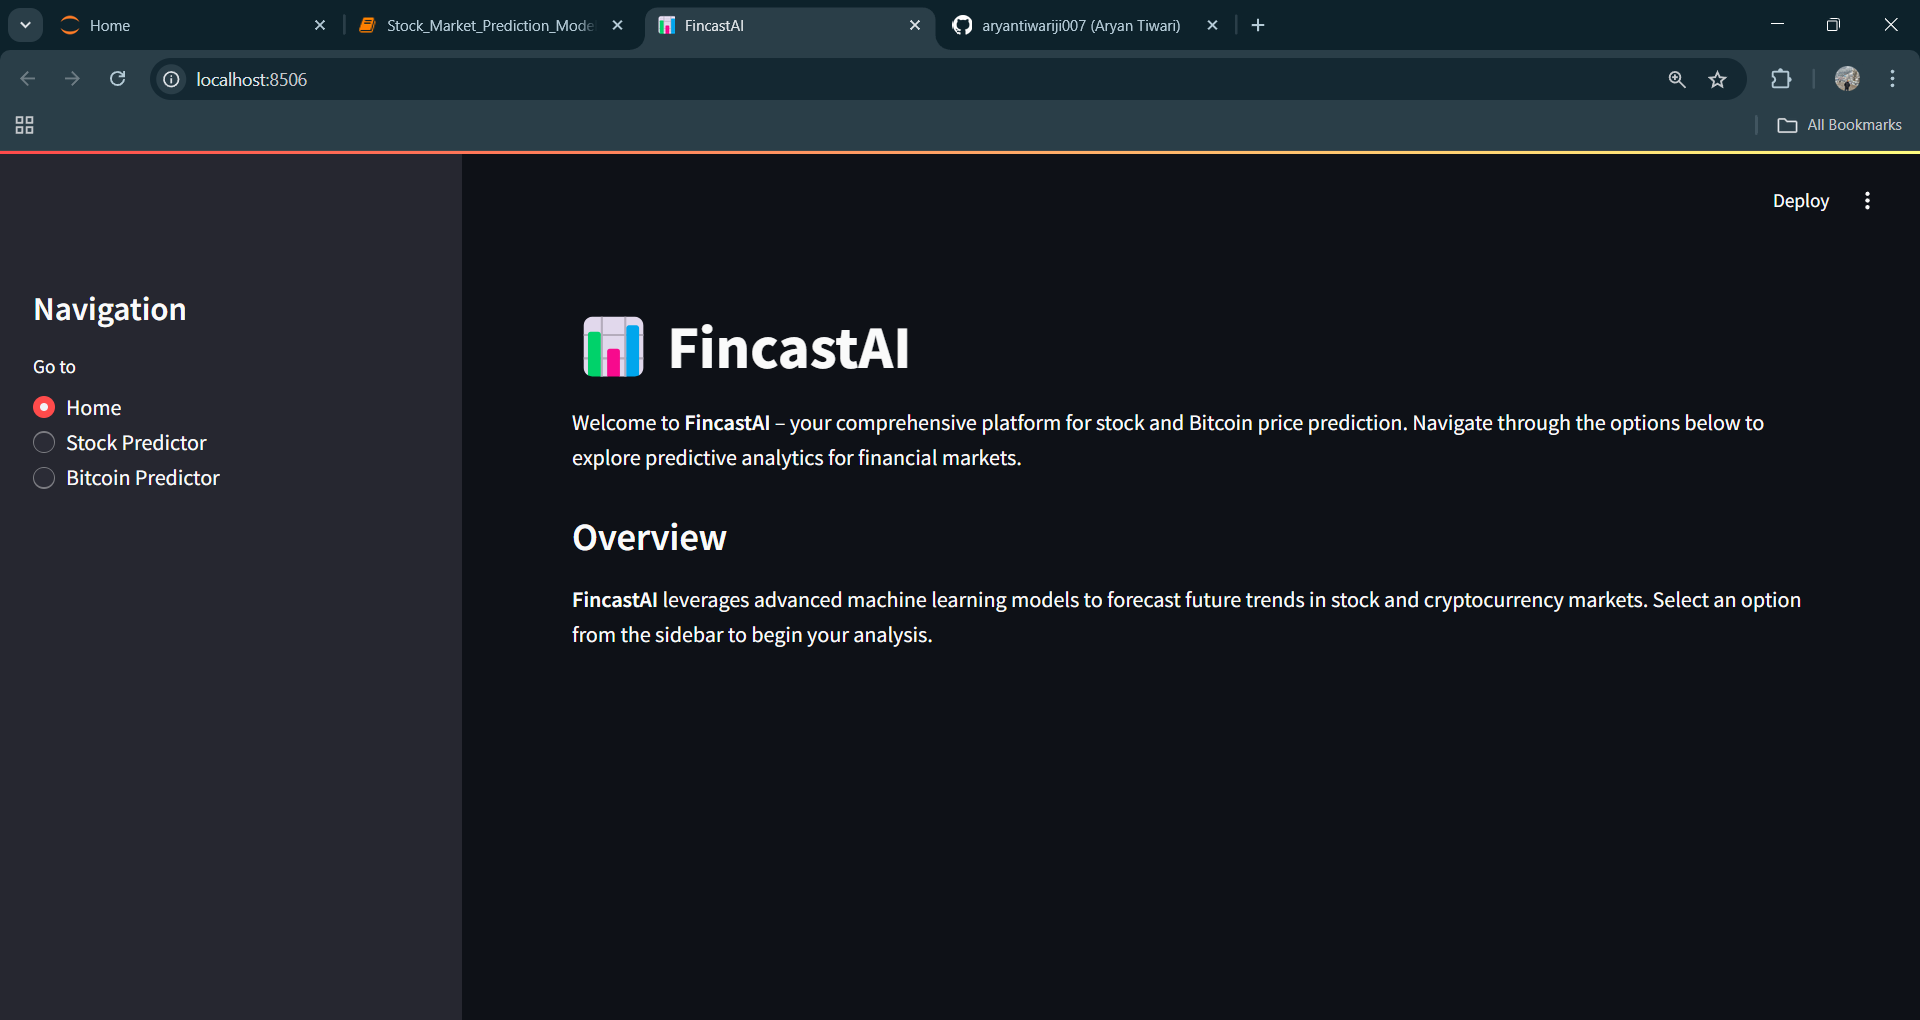 Home
Stock_Market_Prediction_Mode
FincastAI
aryantiwariji007 (Aryan Tiwari)
localhost:8506
All Bookmarks
Deploy
Navigation
Go to
Home
Stock Predictor
Bitcoin Predictor
FincastAI
Welcome to FincastAI – your comprehensive platform for stock and Bitcoin price prediction. Navigate through the options below to
explore predictive analytics for financial markets.
Overview
FincastAI leverages advanced machine learning models to forecast future trends in stock and cryptocurrency markets. Select an option
from the sidebar to begin your analysis.